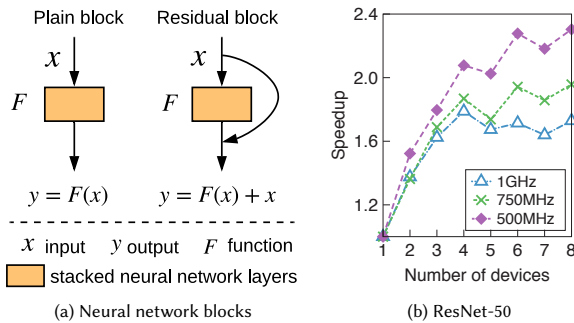 Plain block
Residual block
x
x
F
F
y = F(x)
y = F(x) + x
x input y output F function
stacked neural network layers
(a) Neural network blocks
Speedup
2.4
2.0
1.6
1.2
1 2 3 4 5 6 7 8
Number of devices
1GHz
750MHz
500MHz
(b) ResNet-50